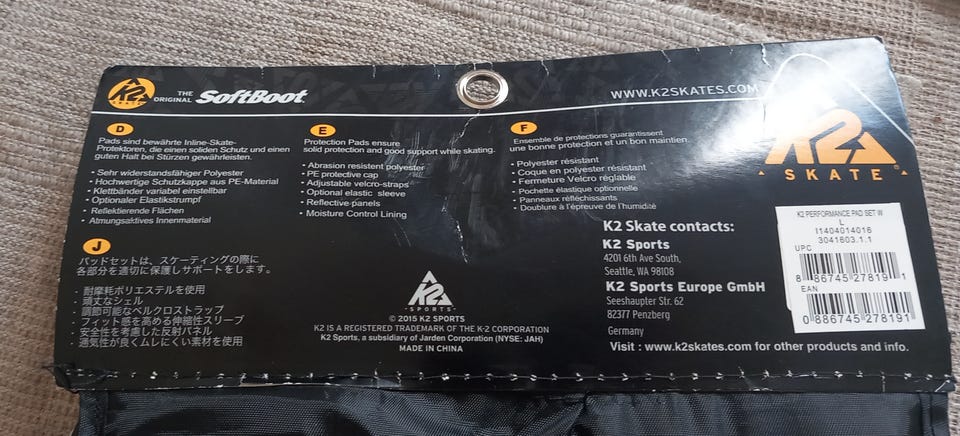 K2
SKATE
THE
ORIGINAL SoftBoot
WWW.K2SKATES.COM
K2
SKATE
D
Pads sind bewährte Inline-Skate-
Protektoren, die einen soliden Schutz und einen
guten Halt bei Stürzen gewährleisten.
• Sehr widerstandsfähiger Polyester
• Hochwertige Schutzkappe aus PE-Material
• Klettbänder variabel einstellbar
• Optionaler Elastikstrumpf
• Reflektierende Flächen
• Atmungsaktives Innenmaterial
E
Protection Pads ensure
solid protection and good support while skating.
• Abrasion resistent polyester
• PE protective cap
• Adjustable velcro-straps
• Optional elastic sleeve
• Reflective-panels
• Moisture Control Lining
F
Ensemble de protections guarantissent
une bonne protection et un bon maintien.
• Polyester résistant
• Coque en polyester résistant
• Fermeture Velcro réglable
• Pochette élastique optionnelle
• Panneaux réfléchissants
• Doublure à l'épreuve de l'humidité
J
パッドセットは、スケーティングの際に
各部分を適切に保護しサポートをします。
・耐摩耗ポリエステルを使用
・頑丈なシェル
・調節可能なベルクロストラップ
・フィット感を高める伸縮性スリーブ
・安全性を考慮した反射パネル
・通気性が良くムレにくい素材を使用
K2
SPORTS
© 2015 K2 SPORTS
K2 IS A REGISTERED TRADEMARK OF THE K-2 CORPORATION
K2 Sports, a subsidiary of Jarden Corporation (NYSE: JAH)
MADE IN CHINA
K2 Skate contacts:
K2 Sports
4201 6th Ave South,
Seattle, WA 98108
K2 Sports Europe GmbH
Seeshaupter Str. 62
82377 Penzberg
Germany
Visit : www.k2skates.com for other products and info.
K2 PERFORMANCE PAD SET W
L
I1404014016
3041603.1.1
UPC
8 86745 27819 1
EAN
0 886745 278191